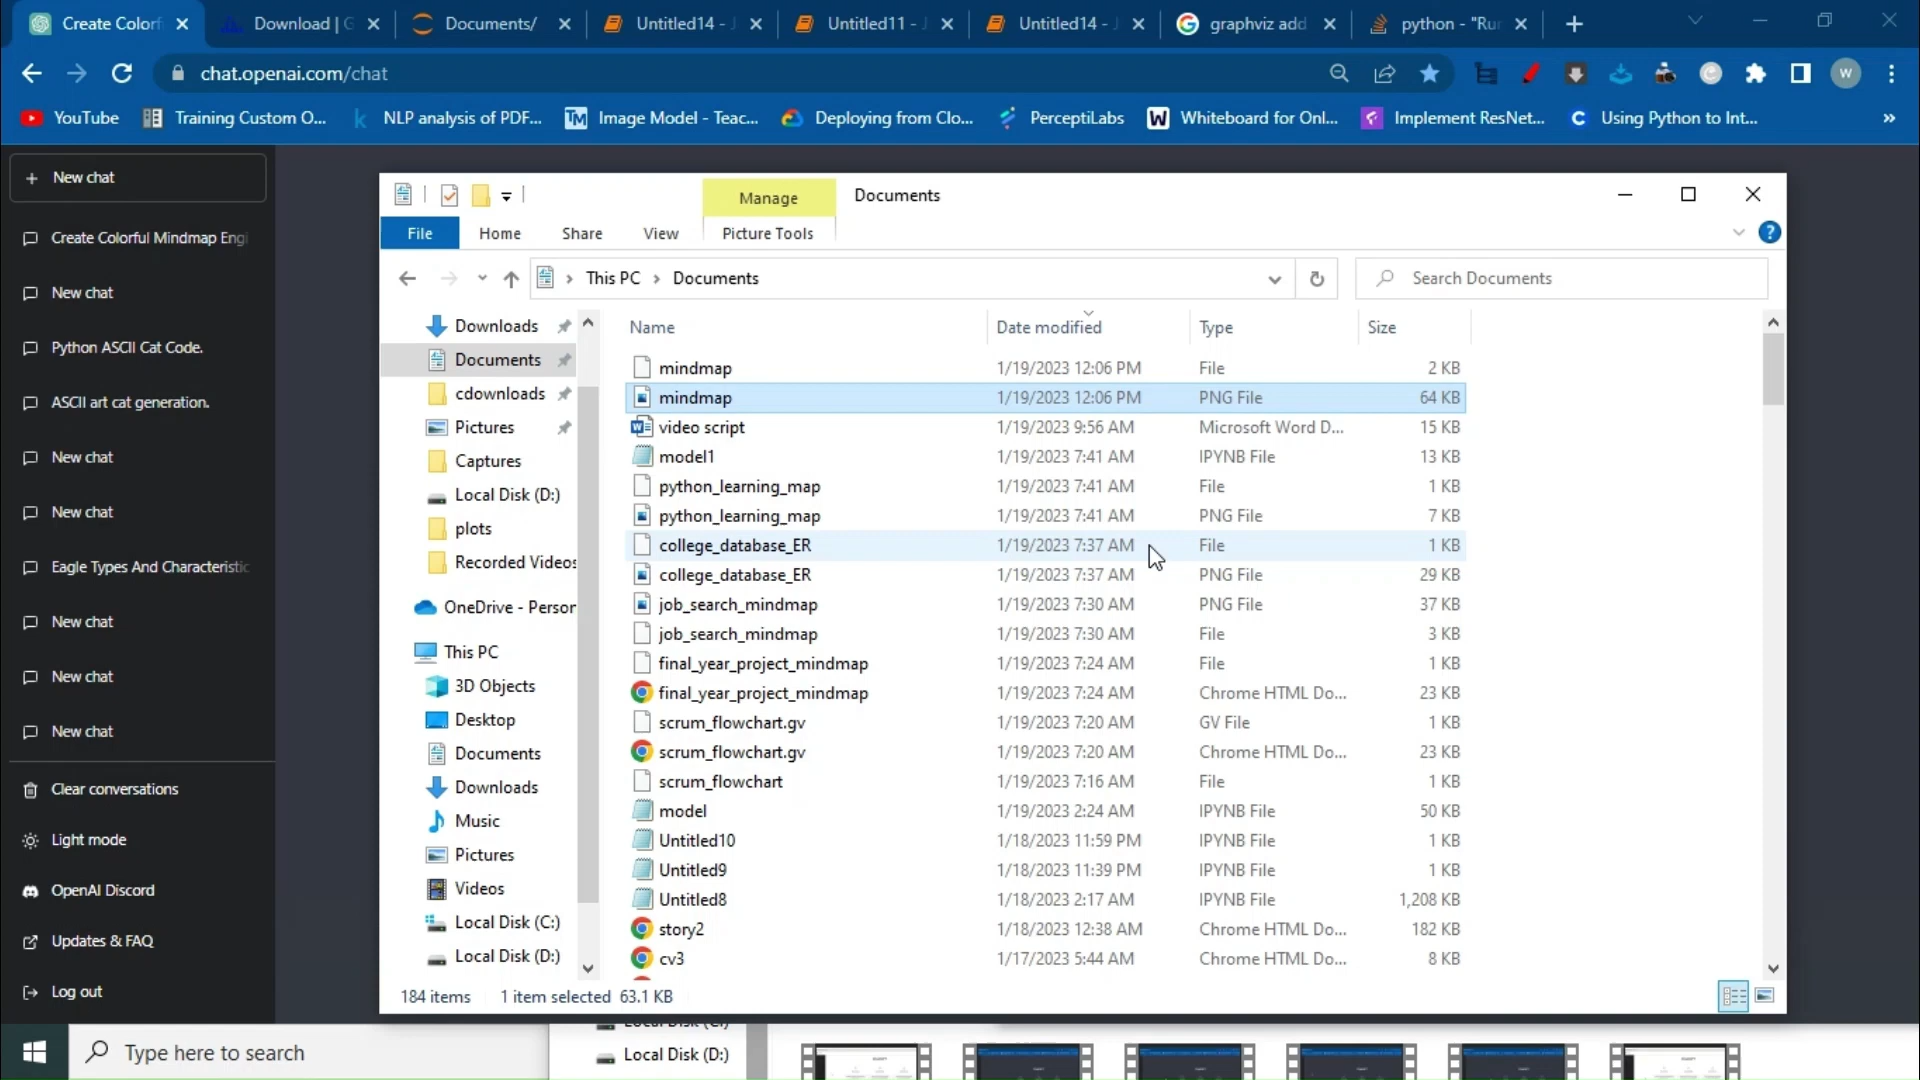 Create Colorf
Download | G
Documents/
Untitled14 - J
Untitled11 - J
Untitled14 - J
graphviz add
python - "Run
chat.openai.com/chat
W
YouTube
Training Custom O...
NLP analysis of PDF...
TM Image Model - Teac...
Deploying from Clo...
PerceptiLabs
W Whiteboard for Onl...
Implement ResNet...
C Using Python to Int...
»
+ New chat
Create Colorful Mindmap Engi
New chat
Python ASCII Cat Code.
ASCII art cat generation.
New chat
New chat
Eagle Types And Characteristic
New chat
New chat
New chat
Clear conversations
Light mode
OpenAI Discord
Updates & FAQ
Log out
Manage
Documents
File
Home
Share
View
Picture Tools
This PC > Documents
Search Documents
Downloads
Documents
cdownloads
Pictures
Captures
Local Disk (D:)
plots
Recorded Videos
OneDrive - Person
This PC
3D Objects
Desktop
Documents
Downloads
Music
Pictures
Videos
Local Disk (C:)
Local Disk (D:)
Name Date modified Type Size
mindmap 1/19/2023 12:06 PM File 2 KB
mindmap 1/19/2023 12:06 PM PNG File 64 KB
video script 1/19/2023 9:56 AM Microsoft Word D... 15 KB
model1 1/19/2023 7:41 AM IPYNB File 13 KB
python_learning_map 1/19/2023 7:41 AM File 1 KB
python_learning_map 1/19/2023 7:41 AM PNG File 7 KB
college_database_ER 1/19/2023 7:37 AM File 1 KB
college_database_ER 1/19/2023 7:37 AM PNG File 29 KB
job_search_mindmap 1/19/2023 7:30 AM PNG File 37 KB
job_search_mindmap 1/19/2023 7:30 AM File 3 KB
final_year_project_mindmap 1/19/2023 7:24 AM File 1 KB
final_year_project_mindmap 1/19/2023 7:24 AM Chrome HTML Do... 23 KB
scrum_flowchart.gv 1/19/2023 7:20 AM GV File 1 KB
scrum_flowchart.gv 1/19/2023 7:20 AM Chrome HTML Do... 23 KB
scrum_flowchart 1/19/2023 7:16 AM File 1 KB
model 1/19/2023 2:24 AM IPYNB File 50 KB
Untitled10 1/18/2023 11:59 PM IPYNB File 1 KB
Untitled9 1/18/2023 11:39 PM IPYNB File 1 KB
Untitled8 1/18/2023 2:17 AM IPYNB File 1,208 KB
story2 1/18/2023 12:38 AM Chrome HTML Do... 182 KB
cv3 1/17/2023 5:44 AM Chrome HTML Do... 8 KB
184 items 1 item selected 63.1 KB
Local Disk (C:)
Local Disk (D:)
Type here to search